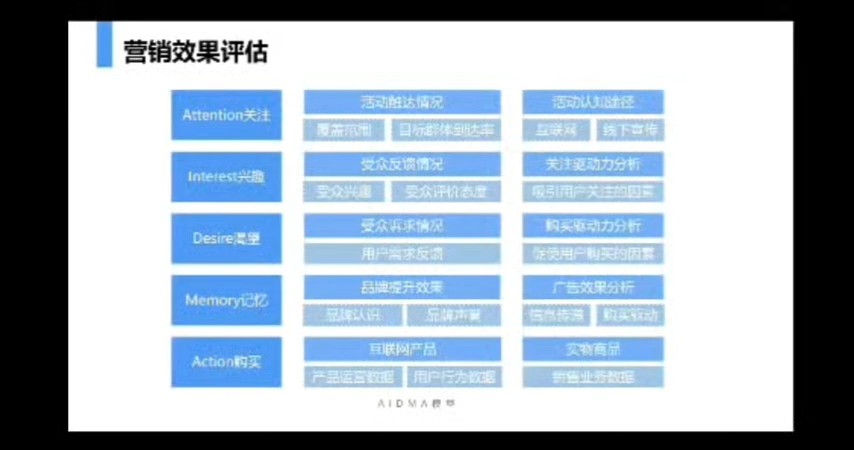 营销效果评估
Attention关注
活动触达情况
活动认知途径
覆盖范围 目标群体到达率
互联网 线下宣传
Interest兴趣
受众反馈情况
关注驱动力分析
受众兴趣 受众评价态度
吸引用户关注的因素
Desire渴望
受众诉求情况
购买驱动力分析
用户需求反馈
促使用户购买的因素
Memory记忆
品牌提升效果
广告效果分析
品牌认识 品牌声誉
信息传递 购买驱动
Action购买
互联网产品
实物商品
产品运营数据 用户行为数据
销售业务数据
AIDMA模型